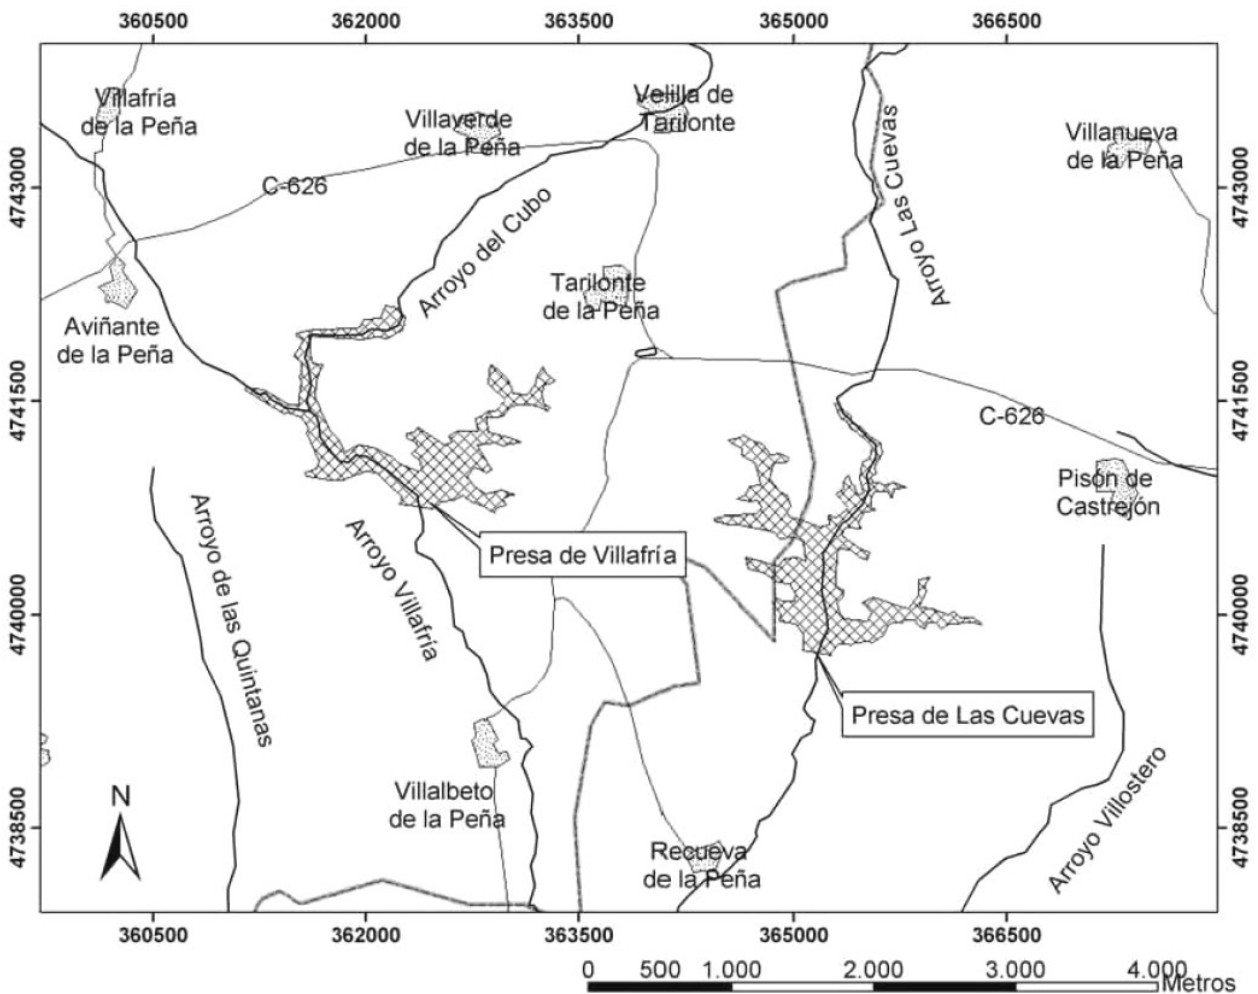 360500 362000 363500 365000 366500
Villafría
de la Peña
Villaverde
de la Peña
Velilla de
Tarilonte
Villanueva
de la Peña
4743000
4743000
C-626
Arroyo del Cubo
Arroyo Las Cuevas
Tarilonte
de la Peña
Aviñante
de la Peña
4741500
4741500
C-626
Pisón de
Castrejón
Arroyo de las Quintanas
Arroyo Villafría
Presa de Villafría
4740000
4740000
Presa de Las Cuevas
Villalbeto
de la Peña
N
4738500
4738500
Recueva
de la Peña
Arroyo Villostero
360500 362000 363500 365000 366500
0 500 1.000 2.000 3.000 4.000
Metros